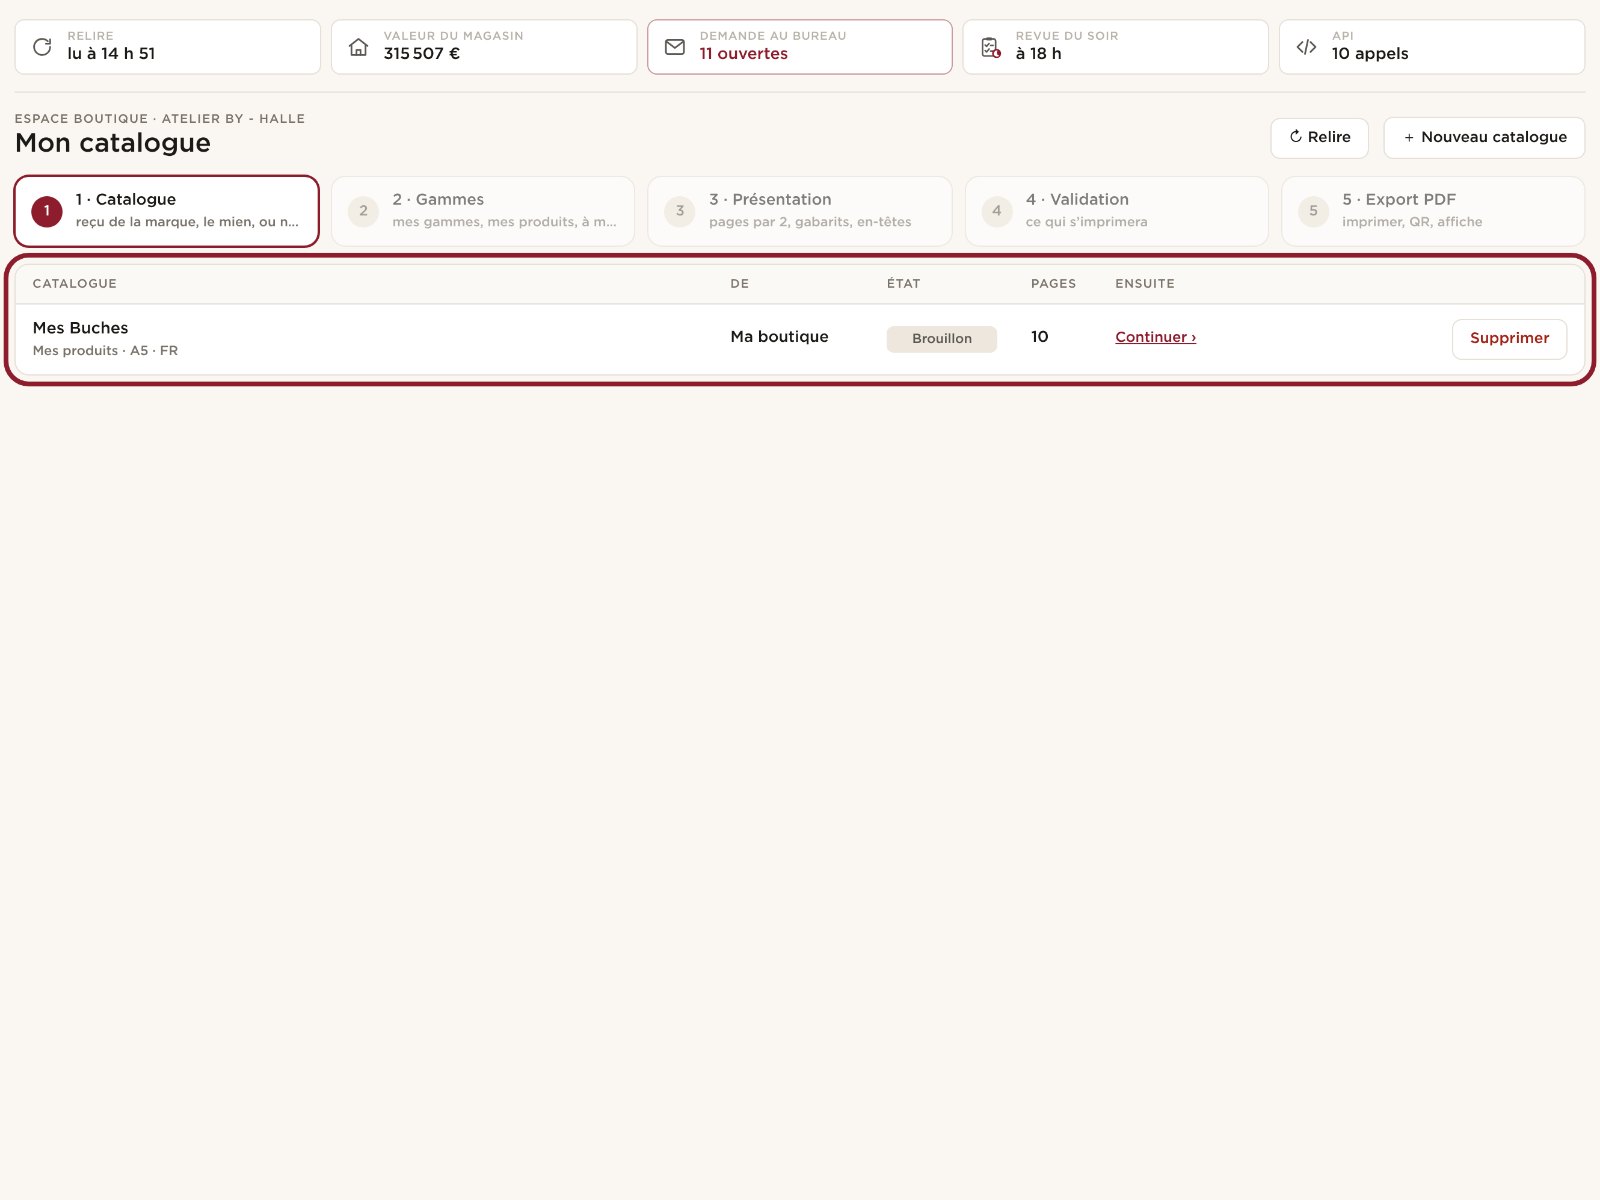 RELIRE
lu à 14 h 51
VALEUR DU MAGASIN
315 507 €
DEMANDE AU BUREAU
11 ouvertes
REVUE DU SOIR
à 18 h
API
10 appels
ESPACE BOUTIQUE · ATELIER BY - HALLE
Mon catalogue
↻ Relire
+ Nouveau catalogue
1
1 · Catalogue
reçu de la marque, le mien, ou n...
2
2 · Gammes
mes gammes, mes produits, à m...
3
3 · Présentation
pages par 2, gabarits, en-têtes
4
4 · Validation
ce qui s’imprimera
5
5 · Export PDF
imprimer, QR, affiche
CATALOGUE DE ÉTAT PAGES ENSUITE
Mes Buches
Mes produits · A5 · FR
Ma boutique
Brouillon
10
Continuer ›
Supprimer